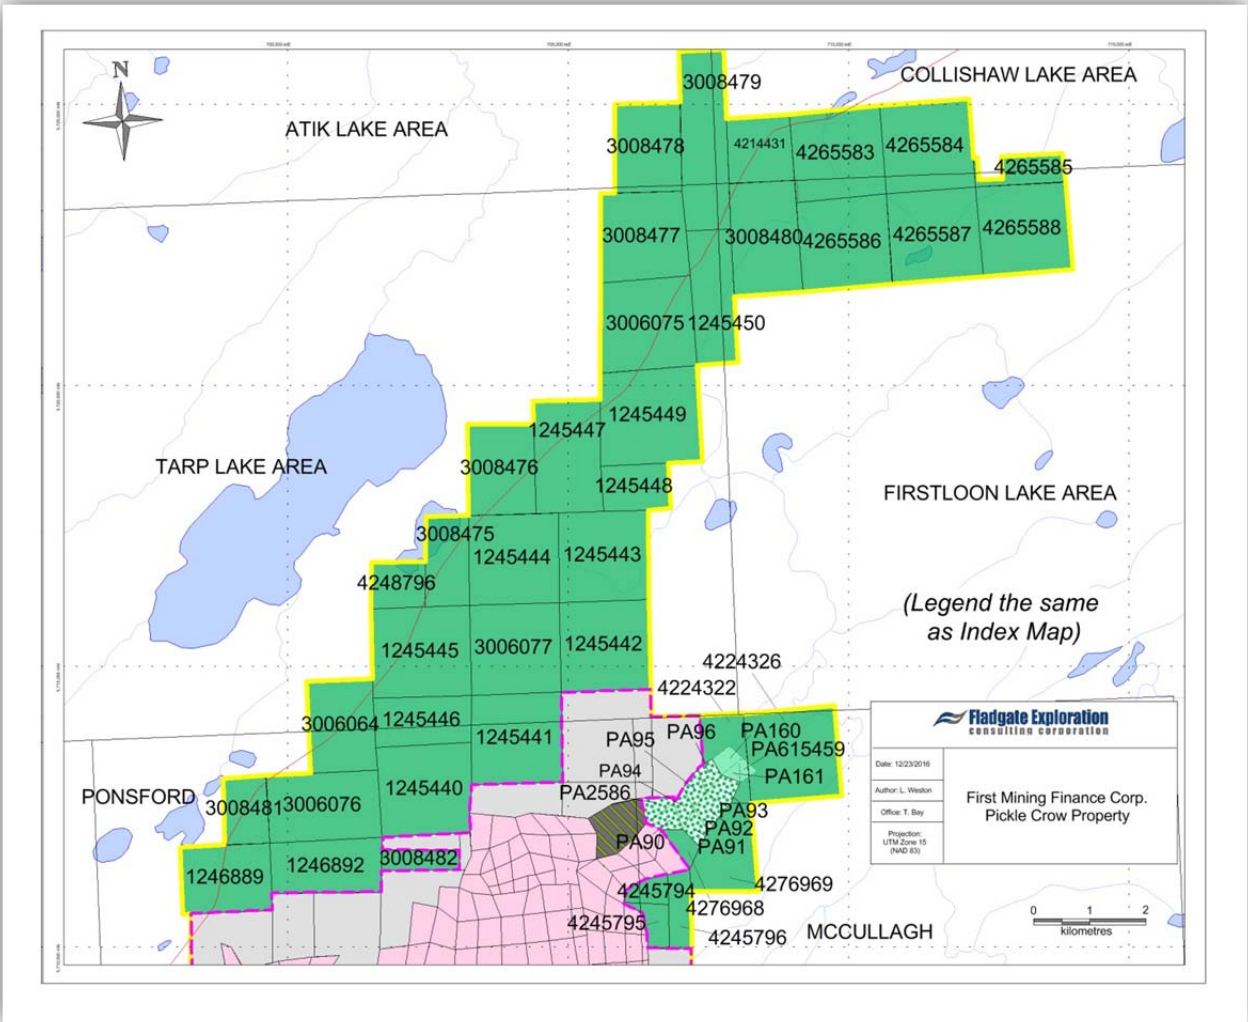 N
COLLISHAW LAKE AREA
3008479
ATIK LAKE AREA
3008478
4214431
4265583
4265584
4265585
3008477
3008480
4265586
4265587
4265588
3006075
1245450
1245449
1245447
3008476
TARP LAKE AREA
1245448
FIRSTLOON LAKE AREA
3008475
1245444
1245443
4248796
(Legend the same
as Index Map)
1245445
3006077
1245442
4224326
4224322
3006064
1245446
1245441
PA95
PA96
PA160
PA615459
PA94
PA161
1245440
PA2586
PONSFORD
3008481
3006076
PA93
PA92
PA91
PA90
1246889
1246892
3008482
4245794
4276969
4276968
4245795
4245796
MCCULLAGH
Fladgate Exploration
consulting corporation
Date: 12/23/2016
Author: L. Weston
Office: T. Bay
Projection:
UTM Zone 15
(NAD 83)
First Mining Finance Corp.
Pickle Crow Property
0 1 2
kilometres